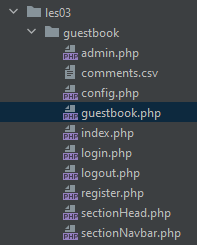 les03
guestbook
admin.php
comments.csv
config.php
guestbook.php
index.php
login.php
logout.php
register.php
sectionHead.php
sectionNavbar.php